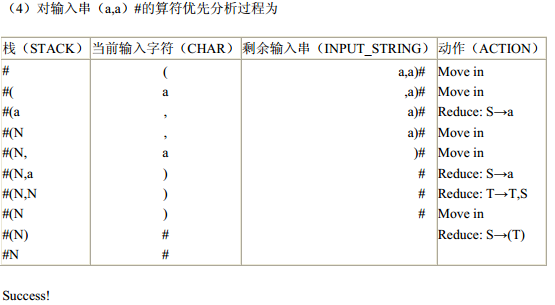 （4）对输入串（a,a）#的算符优先分析过程为
栈（STACK） 当前输入字符（CHAR） 剩余输入串（INPUT_STRING） 动作（ACTION）
# ( a,a)# Move in
#( a ,a)# Move in
#(a , a)# Reduce: S→a
#(N , a)# Move in
#(N, a )# Move in
#(N,a ) # Reduce: S→a
#(N,N ) # Reduce: T→T,S
#(N ) # Move in
#(N) # Reduce: S→(T)
#N #
Success!